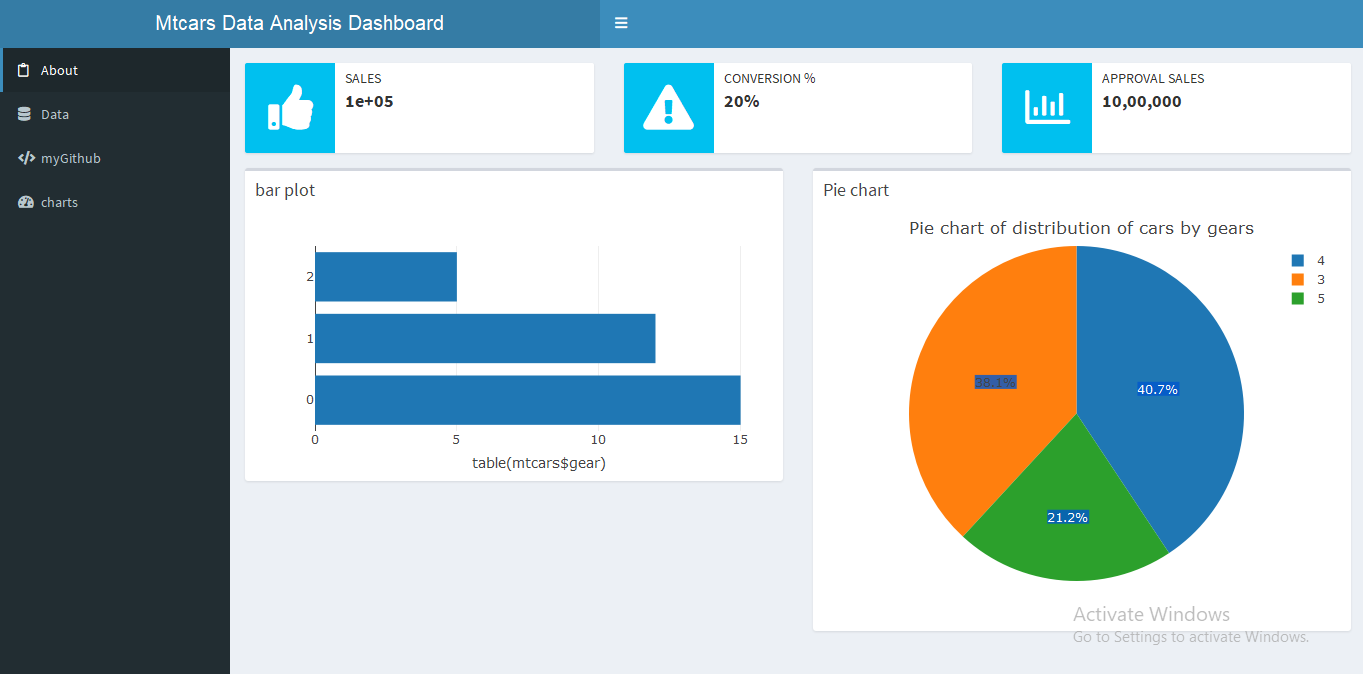 Mtcars Data Analysis Dashboard
About
Data
myGithub
charts
SALES
1e+05
CONVERSION %
20%
APPROVAL SALES
10,00,000
bar plot
2
1
0
0 5 10 15
table(mtcars$gear)
Pie chart
Pie chart of distribution of cars by gears
4
3
5
38.1%
40.7%
21.2%
Activate Windows
Go to Settings to activate Windows.